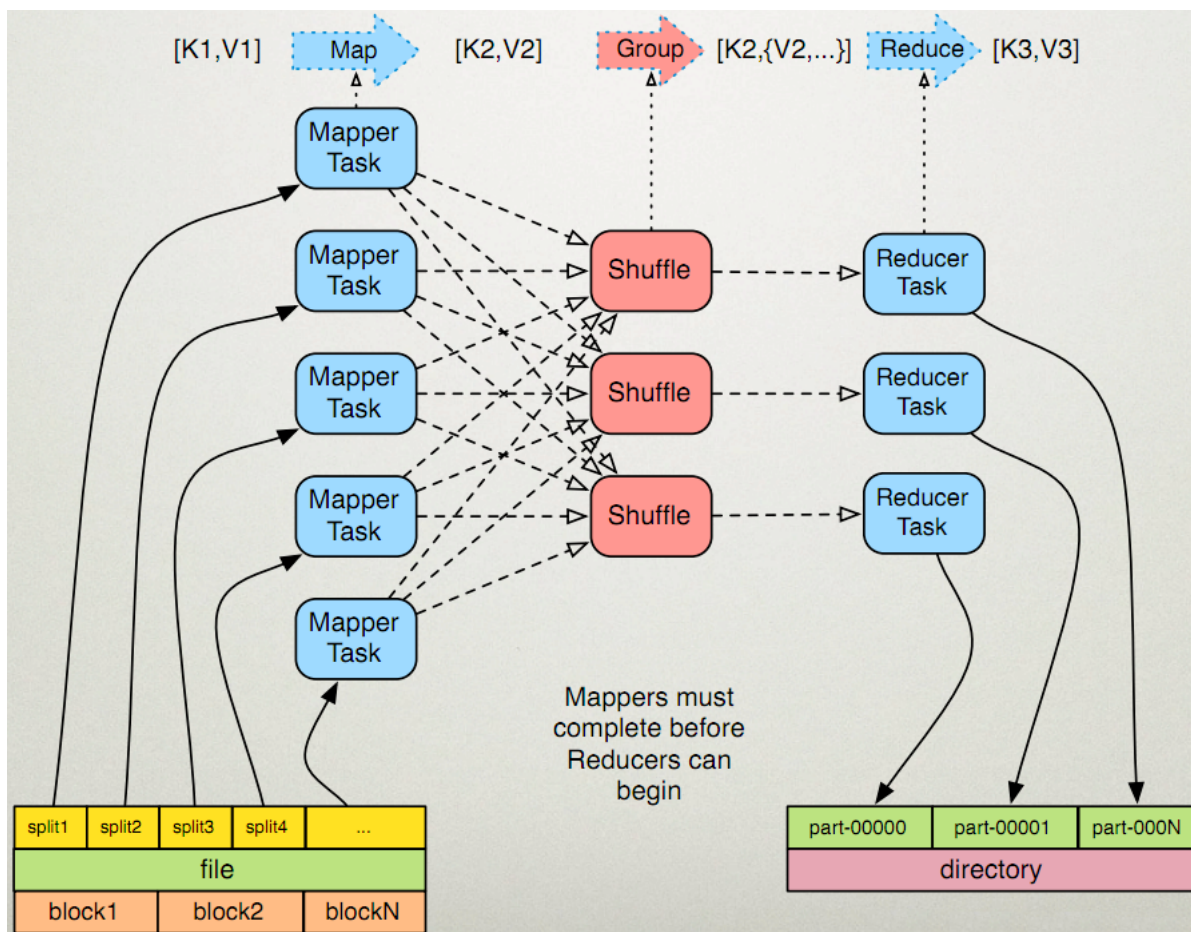 [K1,V1]
Map
[K2,V2]
Group
[K2,{V2,...}]
Reduce
[K3,V3]
Mapper
Task
Mapper
Task
Shuffle
Reducer
Task
Mapper
Task
Shuffle
Reducer
Task
Mapper
Task
Shuffle
Reducer
Task
Mapper
Task
Mappers must
complete before
Reducers can
begin
split1
split2
split3
split4
...
file
block1
block2
blockN
part-00000
part-00001
part-000N
directory